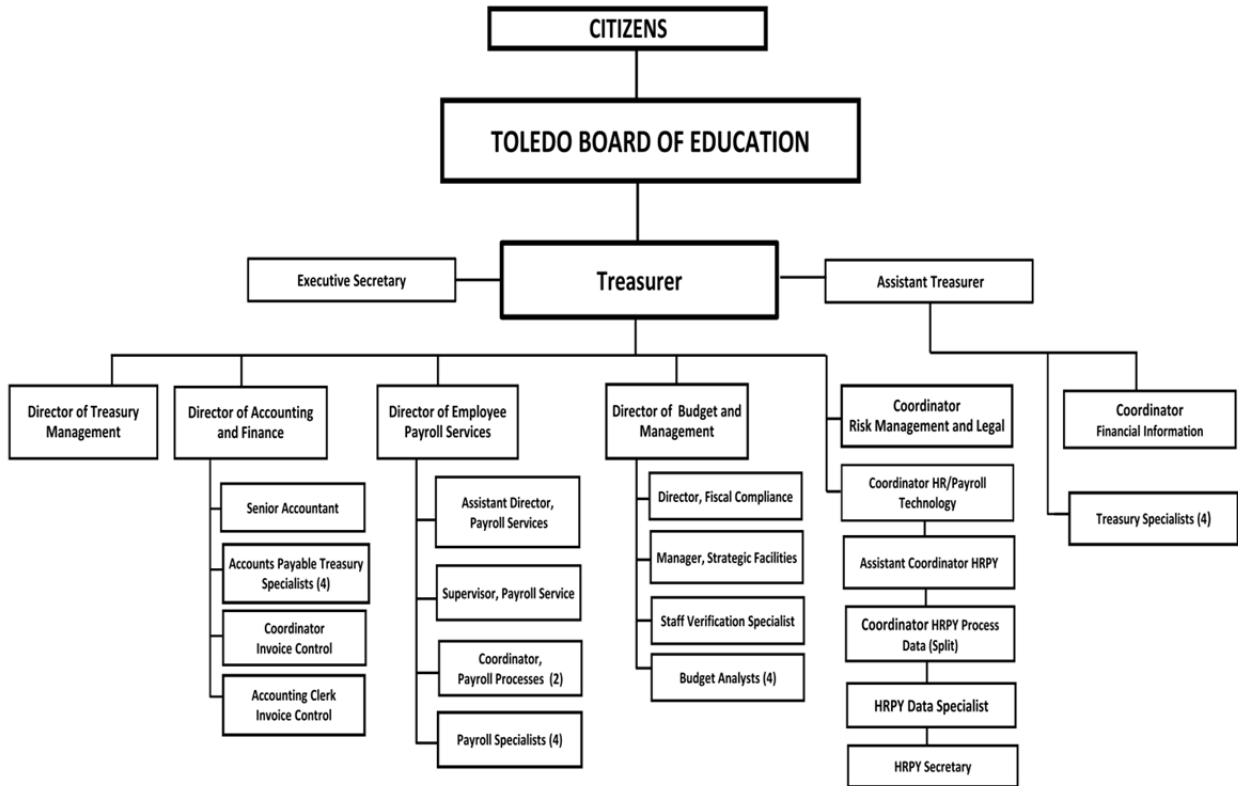 CITIZENS
TOLEDO BOARD OF EDUCATION
Executive Secretary
Treasurer
Assistant Treasurer
Director of Treasury
Management
Director of Accounting
and Finance
Director of Employee
Payroll Services
Director of Budget and
Management
Coordinator
Risk Management and Legal
Coordinator
Financial Information
Senior Accountant
Accounts Payable Treasury
Specialists (4)
Coordinator
Invoice Control
Accounting Clerk
Invoice Control
Assistant Director,
Payroll Services
Supervisor, Payroll Service
Coordinator,
Payroll Processes (2)
Payroll Specialists (4)
Director, Fiscal Compliance
Manager, Strategic Facilities
Staff Verification Specialist
Budget Analysts (4)
Coordinator HR/Payroll
Technology
Assistant Coordinator HRPY
Coordinator HRPY Process
Data (Split)
HRPY Data Specialist
HRPY Secretary
Treasury Specialists (4)